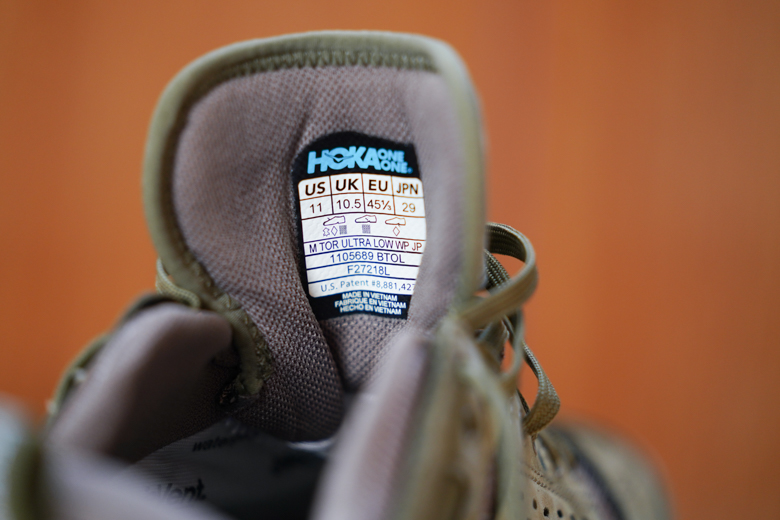 HOKA ONE ONE
US UK EU JPN
11 10.5 45⅓ 29
M TOR ULTRA LOW WP JP
1105689 BTOL
F27218L
U.S. Patent #8,881,427
MADE IN VIETNAM
FABRIQUE EN VIETNAM
HECHO EN VIETNAM